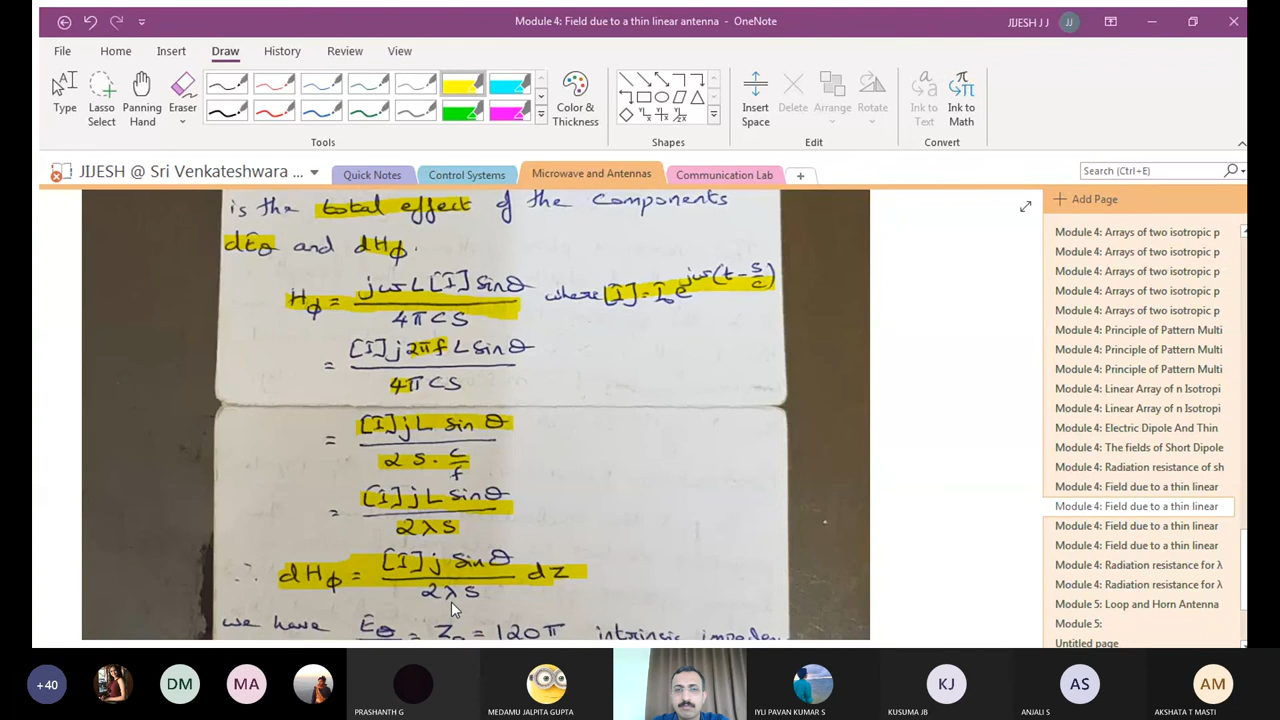 Module 4: Field due to a thin linear antenna - OneNote
JIJESH J J
JJ
File
Home
Insert
Draw
History
Review
View
Type
Lasso Select
Panning Hand
Eraser
Color & Thickness
Insert Space
Delete
Arrange
Rotate
Ink to Text
Ink to Math
Tools
Shapes
Edit
Convert
JIJESH @ Sri Venkateshwara ...
Quick Notes
Control Systems
Microwave and Antennas
Communication Lab
Search (Ctrl+E)
is the total effect of the components
dEθ and dHϕ.
Hϕ = jωL[I]sinθ / 4πcs where [I] = I₀ e^jω(t - s/c)
= [I]j2πf L sinθ / 4πcs
= [I]jL sinθ / 2s · c/f
= [I]jL sinθ / 2λs
∴ dHϕ = [I]j sinθ / 2λs dz
we have Eθ = Z₀ = 120π intrinsic
Add Page
Module 4: Arrays of two isotropic p
Module 4: Arrays of two isotropic p
Module 4: Arrays of two isotropic p
Module 4: Arrays of two isotropic p
Module 4: Arrays of two isotropic p
Module 4: Principle of Pattern Multi
Module 4: Principle of Pattern Multi
Module 4: Principle of Pattern Multi
Module 4: Linear Array of n Isotropi
Module 4: Linear Array of n Isotropi
Module 4: Electric Dipole And Thin
Module 4: The fields of Short Dipole
Module 4: Radiation resistance of sh
Module 4: Field due to a thin linear
Module 4: Field due to a thin linear
Module 4: Field due to a thin linear
Module 4: Field due to a thin linear
Module 4: Radiation resistance for λ
Module 4: Radiation resistance for λ
Module 5: Loop and Horn Antenna
Module 5:
Untitled page
+40
DM
MA
PRASHANTH G
MEDAMU JALPITA GUPTA
IYLI PAVAN KUMAR S
KJ
KUSUMA JB
AS
ANJALI S
AM
AKSHATA T MASTI